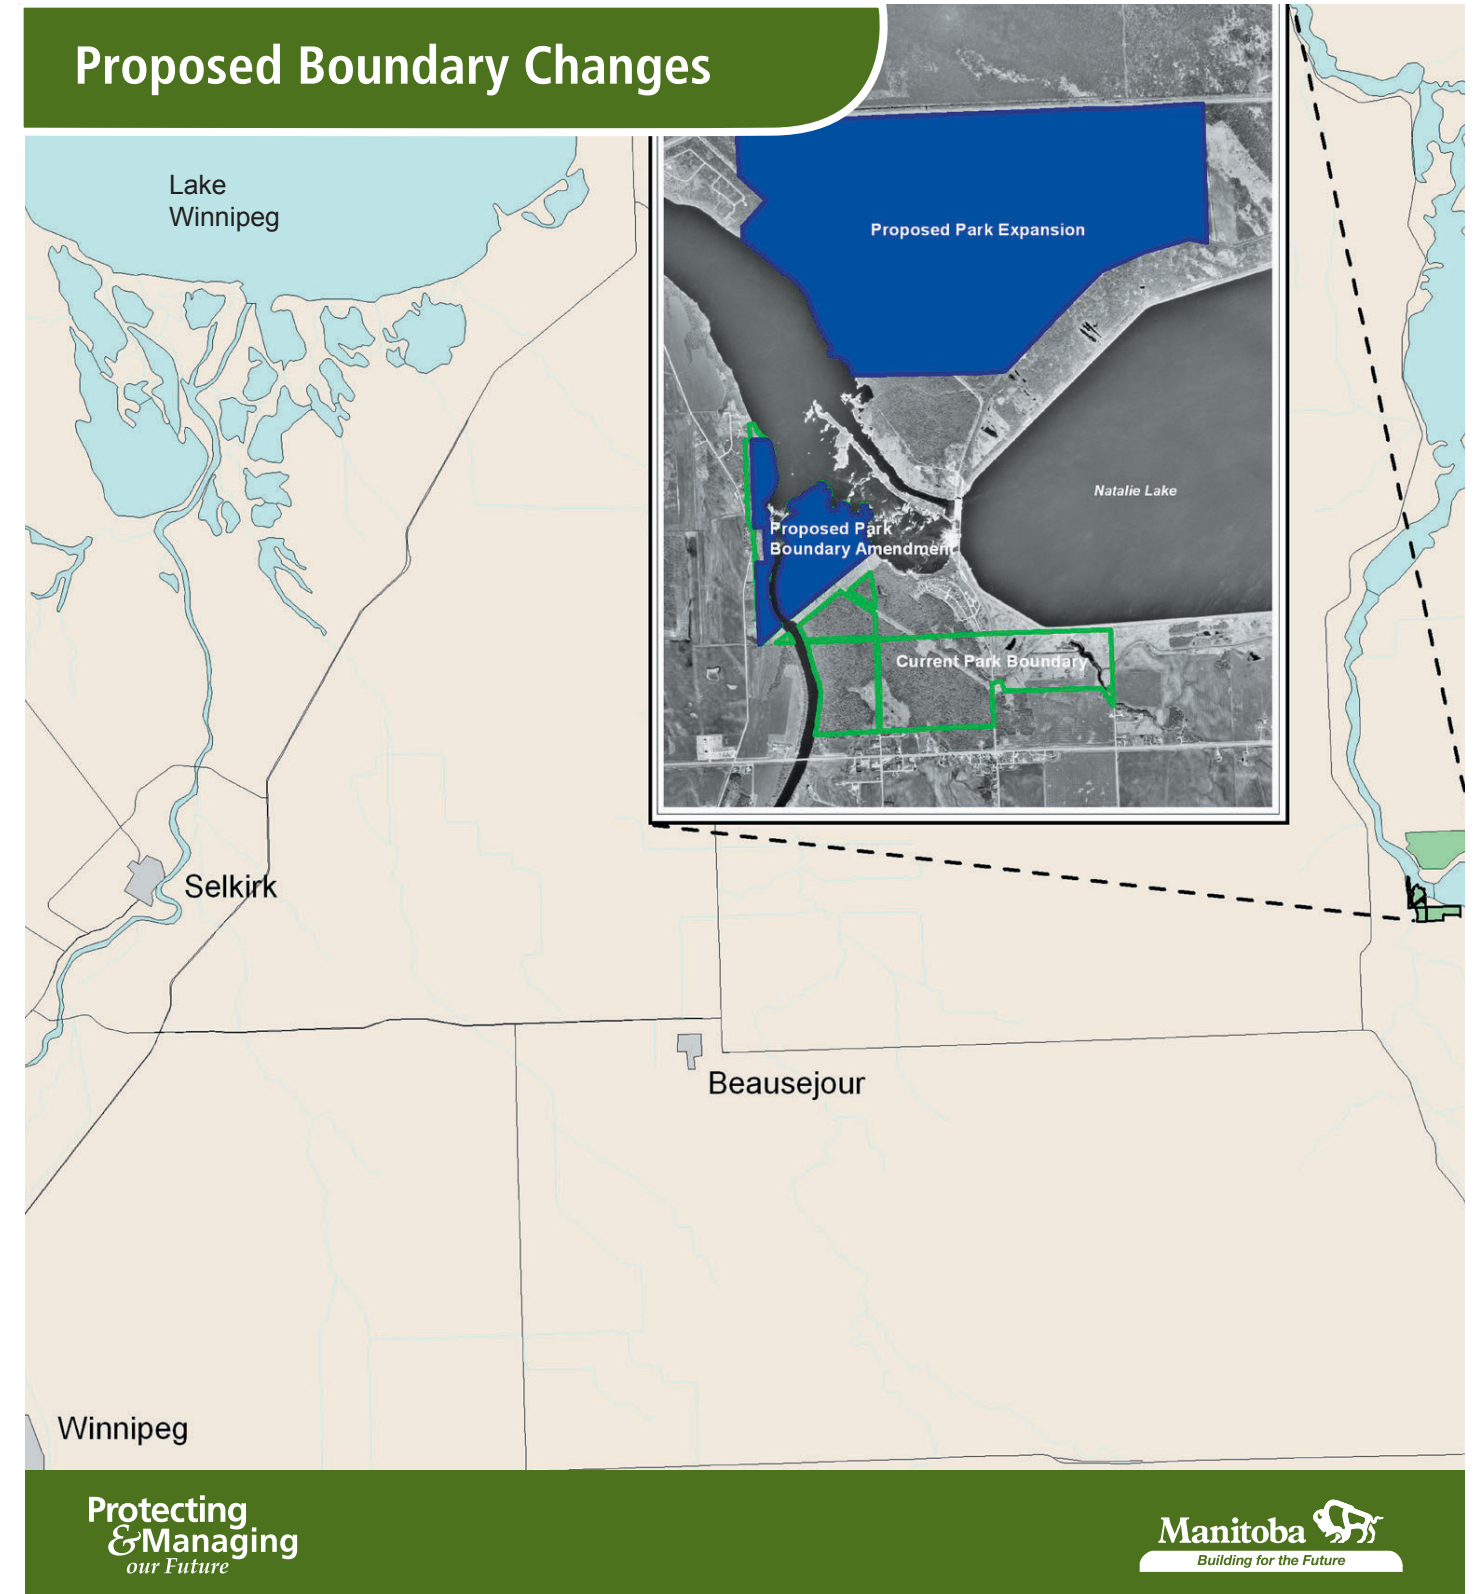 Proposed Boundary Changes
Lake
Winnipeg
Proposed Park Expansion
Natalie Lake
Proposed Park
Boundary Amendment
Current Park Boundary
Selkirk
Beausejour
Winnipeg
Protecting
&Managing
our Future
Manitoba
Building for the Future